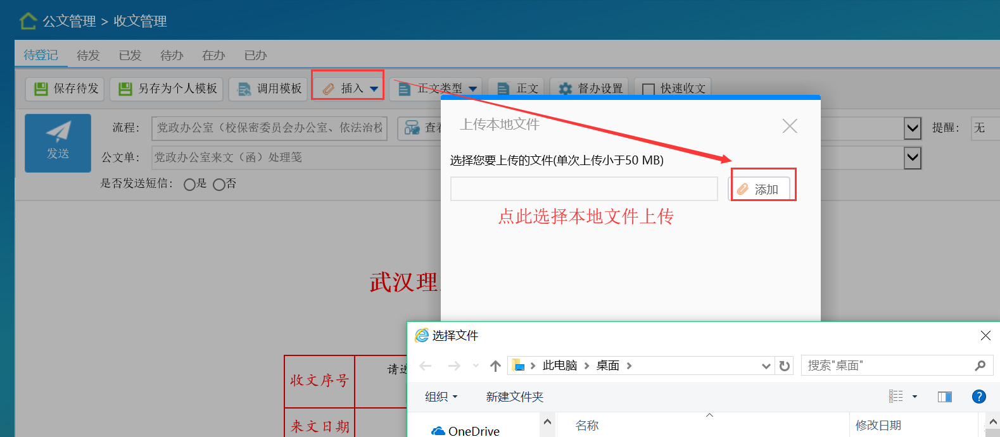 公文管理 > 收文管理
待登记 待发 已发 待办 在办 已办
保存待发 另存为个人模板 调用模板 插入 正文类型 正文 督办设置 快速收文
发送
流程： 党政办公室（校保密委员会办公室、依法治校 查看 提醒： 无
公文单： 党政办公室来文（函）处理笺
是否发送短信： 是 否
上传本地文件
选择您要上传的文件(单次上传小于50 MB)
添加
点此选择本地文件上传
武汉理
收文序号 请选
来文日期
选择文件
此电脑 > 桌面 >
搜索"桌面"
组织 新建文件夹
?
OneDrive
名称 修改日期